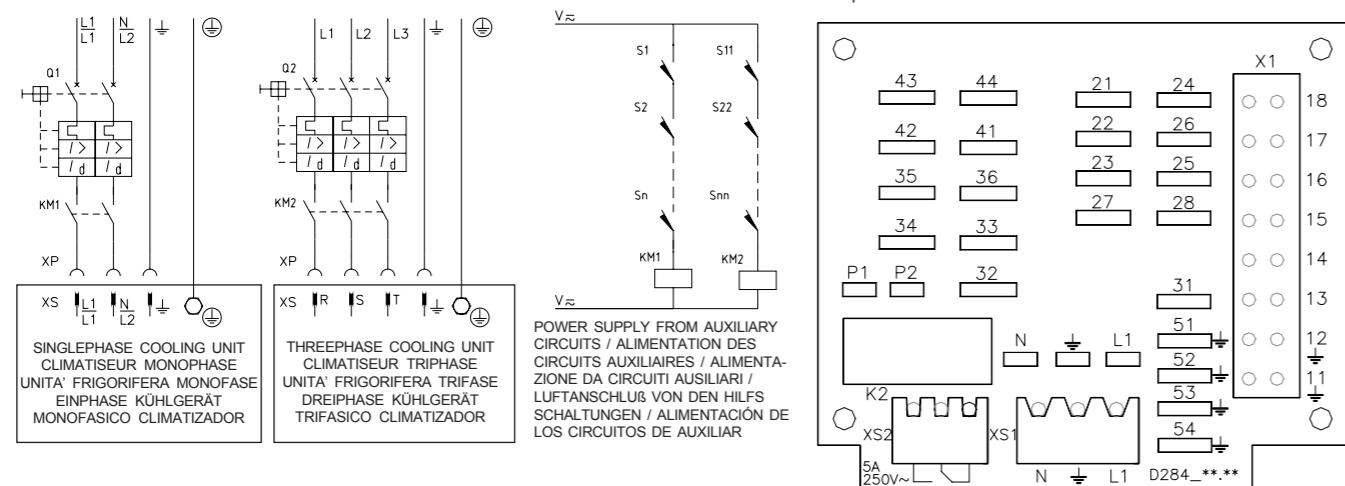 L1 N
L1 L2
Q1
I> I>
I d I d
KM1
XP
XS L1 N
L1 L2
SINGLEPHASE COOLING UNIT
CLIMATISEUR MONOPHASE
UNITA' FRIGORIFERA MONOFASE
EINPHASE KÜHLGERÄT
MONOFASICO CLIMATIZADOR
L1 L2 L3
Q2
I> I> I>
I d I d I d
KM2
XP
XS R S T
THREEPHASE COOLING UNIT
CLIMATISEUR TRIPHASE
UNITA' FRIGORIFERA TRIFASE
DREIPHASE KÜHLGERÄT
TRIFASICO CLIMATIZADOR
V≂
S1 S11
S2 S22
Sn Snn
KM1 KM2
V≂
POWER SUPPLY FROM AUXILIARY
CIRCUITS / ALIMENTATION DES
CIRCUITS AUXILIAIRES / ALIMENTA-
ZIONE DA CIRCUITI AUSILIARI /
LUFTANSCHLUß VON DEN HILFS
SCHALTUNGEN / ALIMENTACIÓN DE
LOS CIRCUITOS DE AUXILIAR
X1
43 44 21 24 18
42 41 22 26 17
35 36 23 25 16
34 33 27 28 15
14
P1 P2 32 31 13
N L1 51 12
52 11
K2 53
XS2 XS1 54
5A
250V~ N L1 D284_**.**